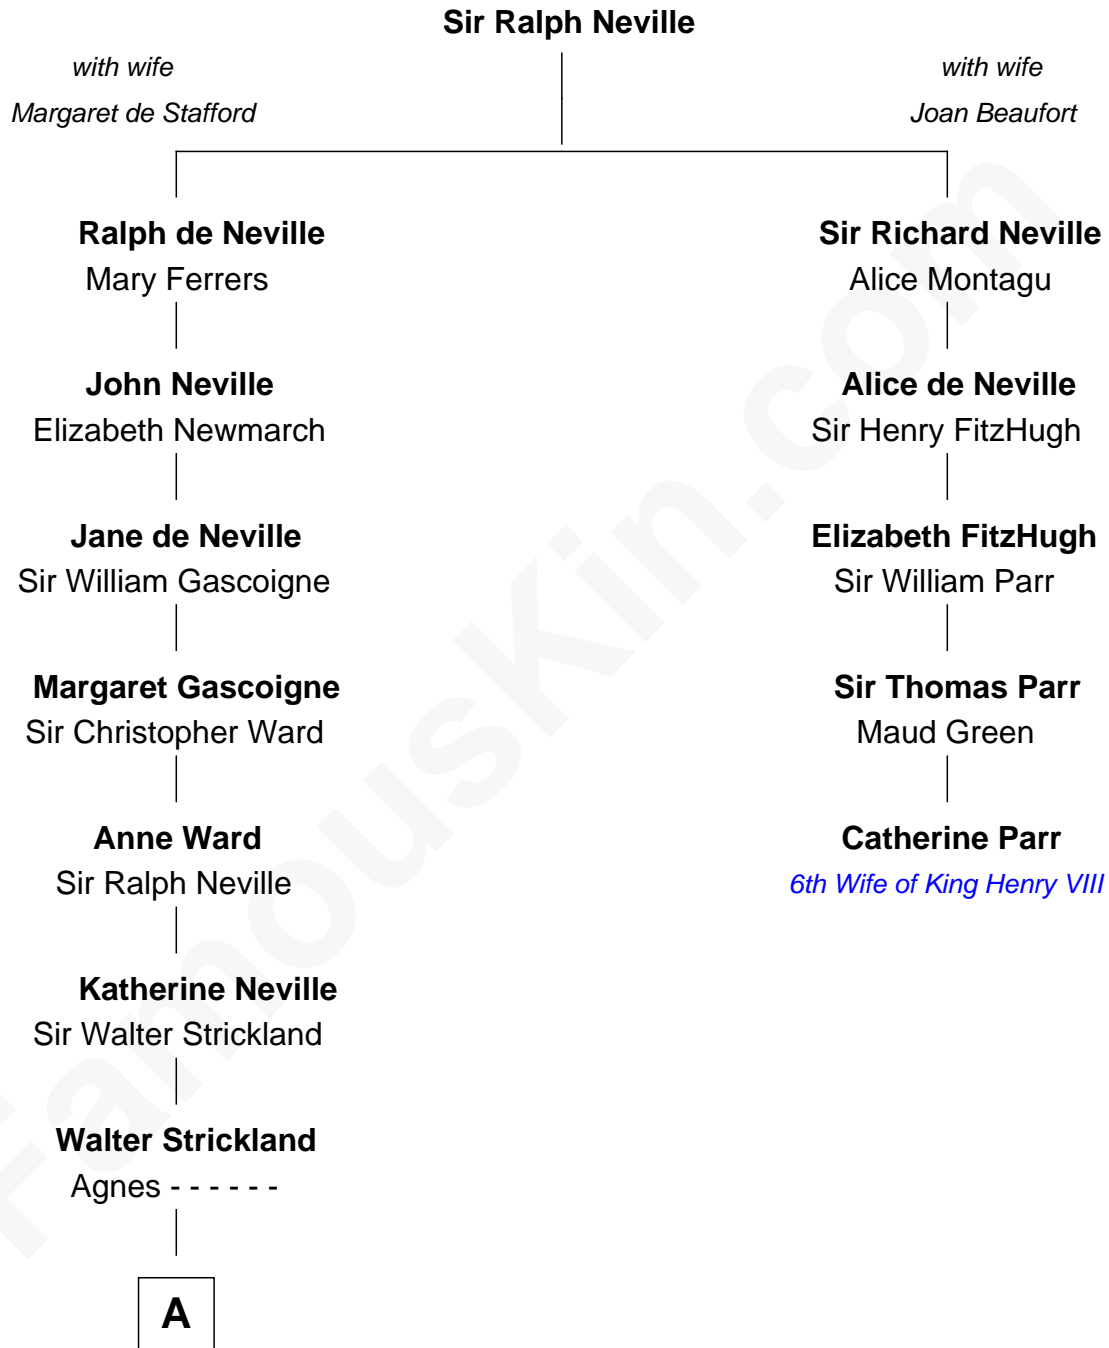 Sir Ralph Neville
with wife
Margaret de Stafford
with wife
Joan Beaufort
Ralph de Neville
Mary Ferrers
Sir Richard Neville
Alice Montagu
John Neville
Elizabeth Newmarch
Alice de Neville
Sir Henry FitzHugh
Jane de Neville
Sir William Gascoigne
Elizabeth FitzHugh
Sir William Parr
Margaret Gascoigne
Sir Christopher Ward
Sir Thomas Parr
Maud Green
Anne Ward
Sir Ralph Neville
Catherine Parr
6th Wife of King Henry VIII
Katherine Neville
Sir Walter Strickland
Walter Strickland
Agnes - - - - - -
A
FamousKin.com